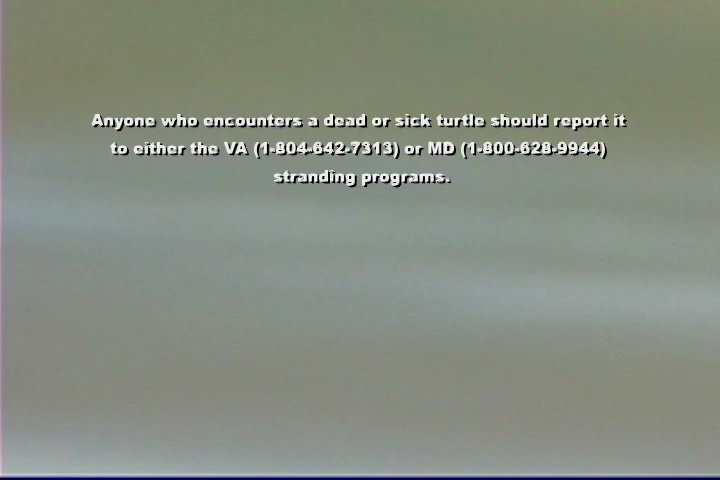 Anyone who encounters a dead or sick turtle should report it
to either the VA (1-804-642-7313) or MD (1-800-628-9944)
stranding programs.